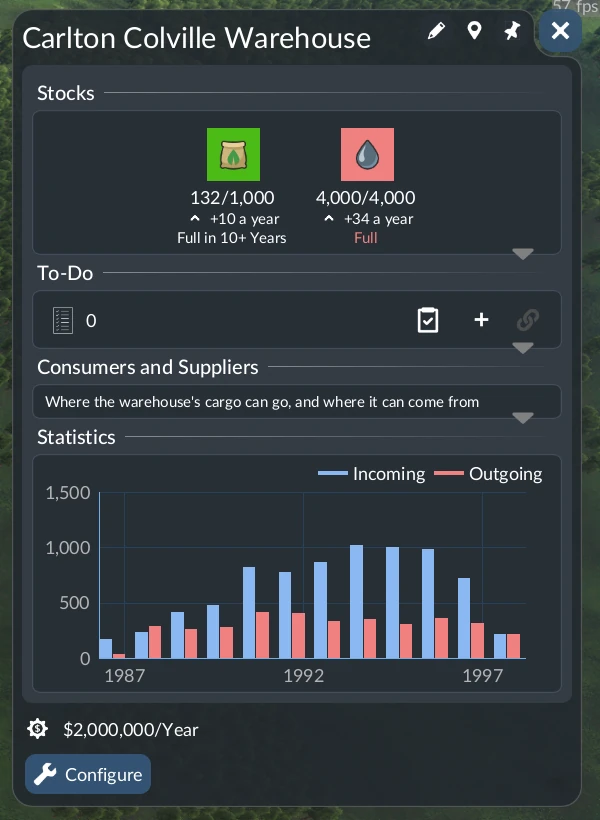 57 fps
Carlton Colville Warehouse
Stocks
132/1,000 4,000/4,000
+10 a year +34 a year
Full in 10+ Years Full
To-Do
0
Consumers and Suppliers
Where the warehouse's cargo can go, and where it can come from
Statistics
Incoming Outgoing
1,500
1,000
500
0
1987 1992 1997
$2,000,000/Year
Configure